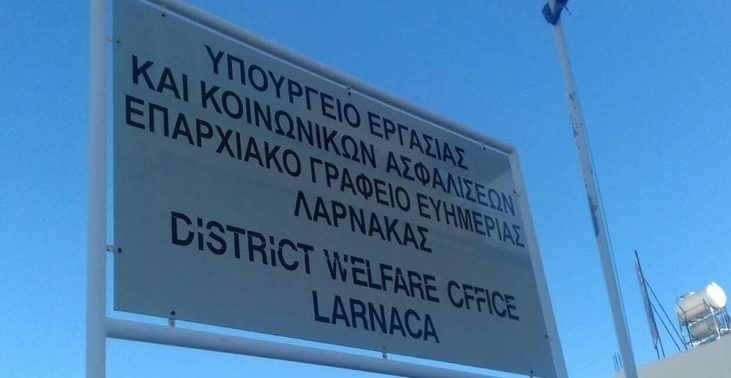 ΥΠΟΥΡΓΕΙΟ ΕΡΓΑΣΙΑΣ
ΚΑΙ ΚΟΙΝΩΝΙΚΩΝ ΑΣΦΑΛΙΣΕΩΝ
ΕΠΑΡΧΙΑΚΟ ΓΡΑΦΕΙΟ ΕΥΗΜΕΡΙΑΣ
ΛΑΡΝΑΚΑΣ
DISTRICT WELFARE OFFICE
LARNACA